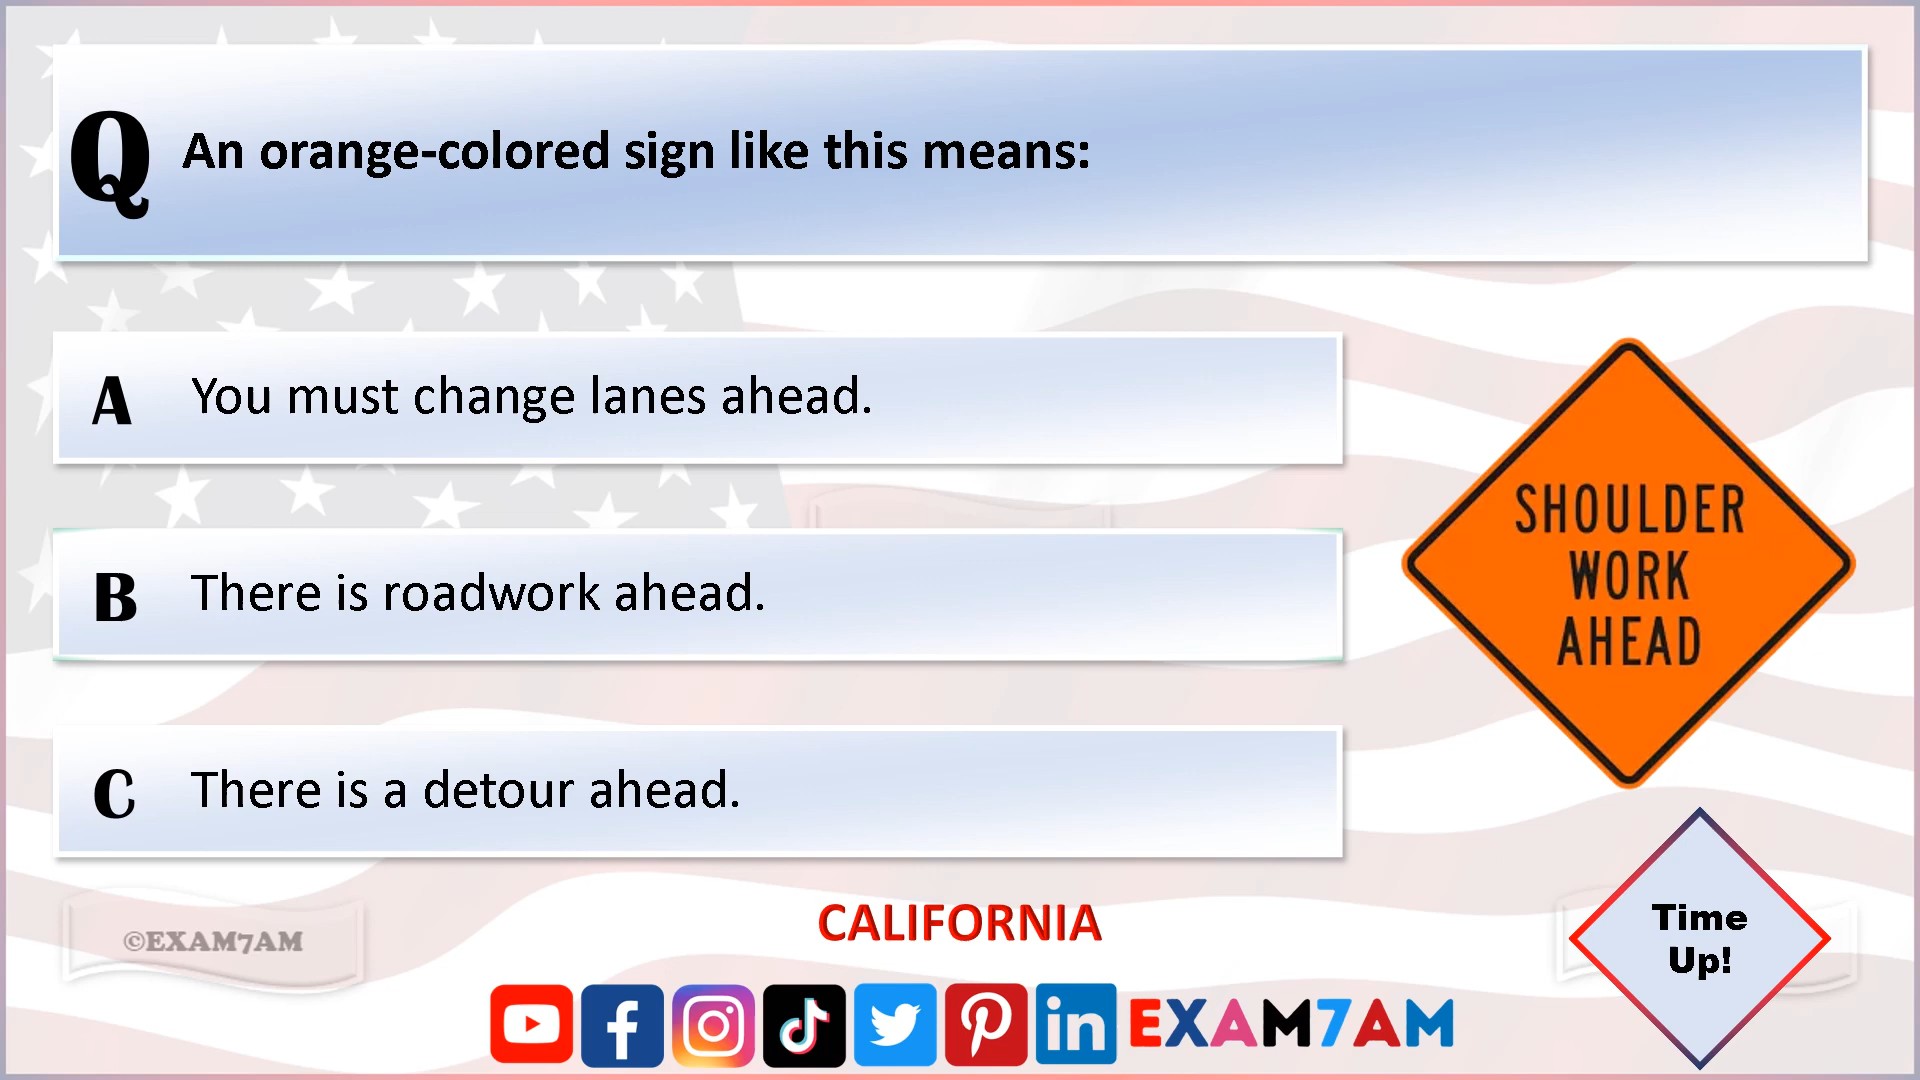 Q An orange-colored sign like this means:
A You must change lanes ahead.
B There is roadwork ahead.
C There is a detour ahead.
SHOULDER
WORK
AHEAD
Time
Up!
CALIFORNIA
©EXAM7AM
in EXAM7AM